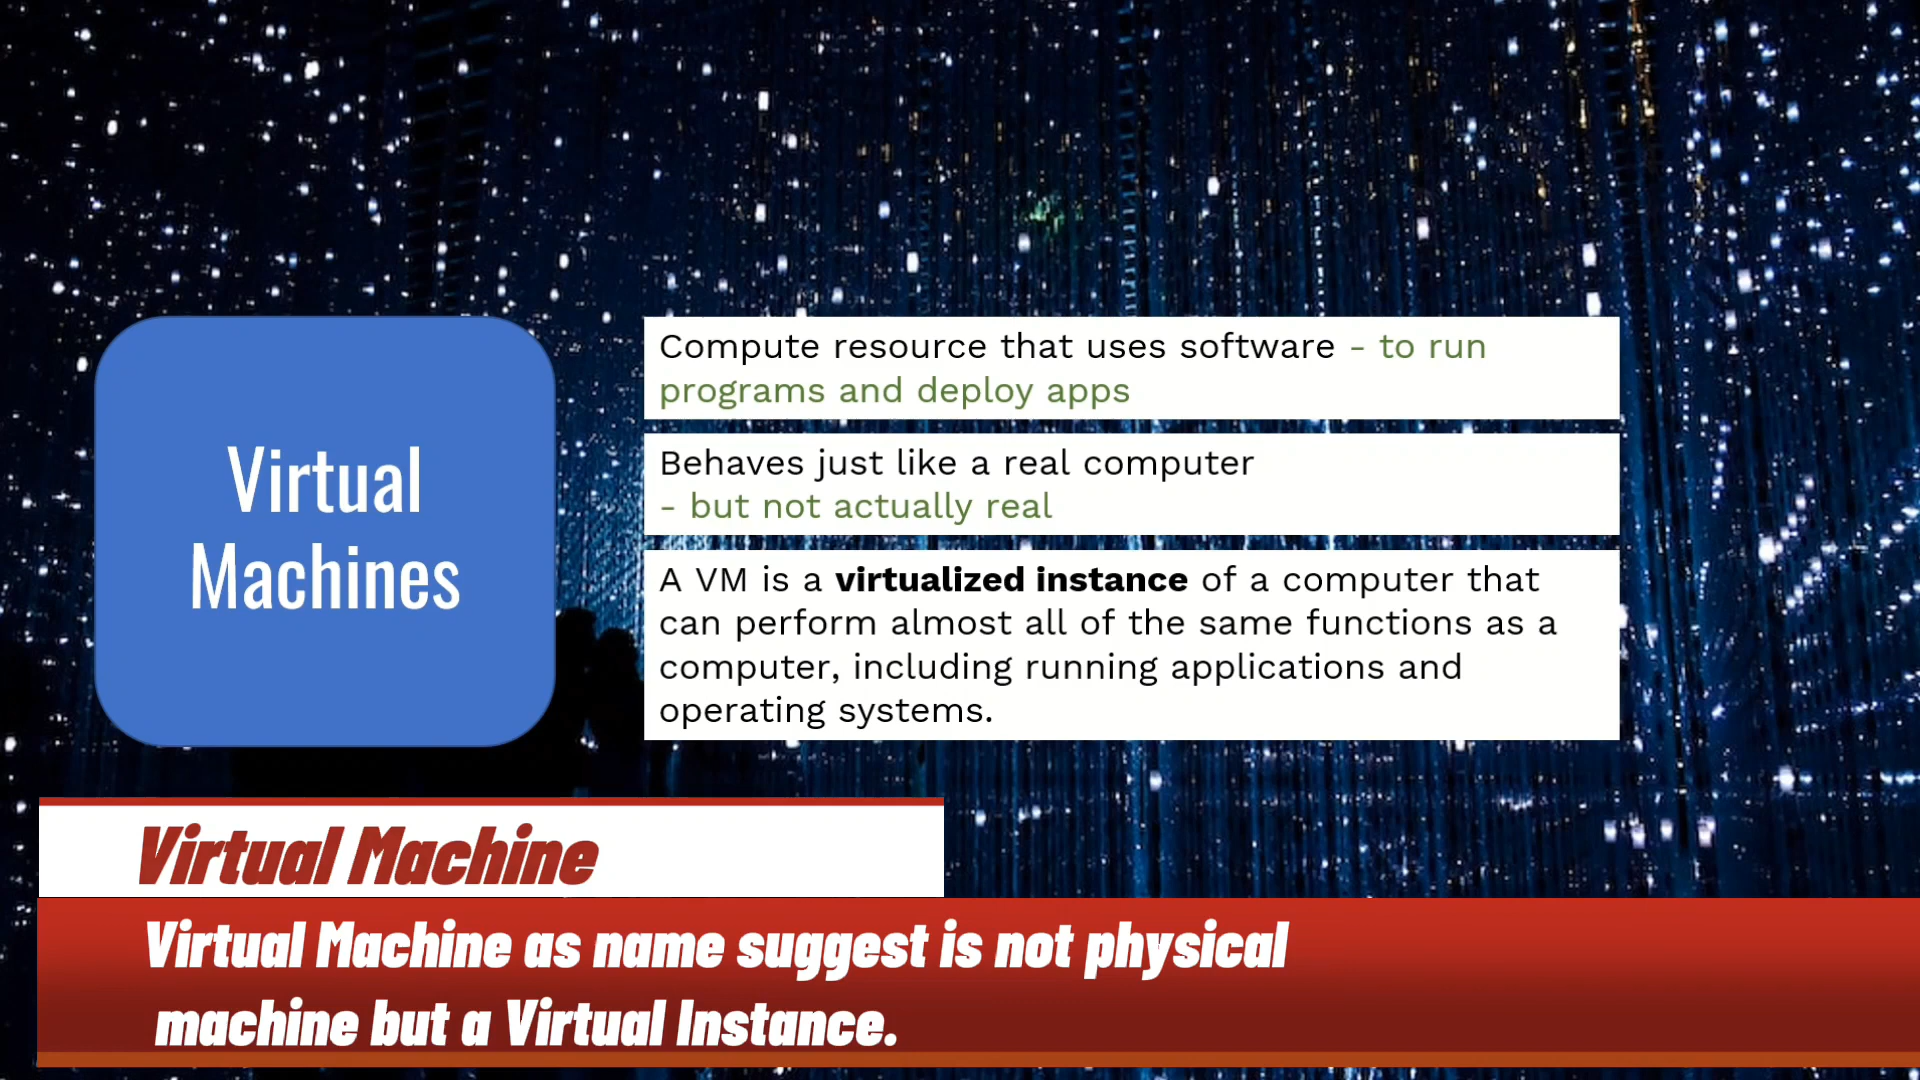 Virtual
Machines
Compute resource that uses software - to run
programs and deploy apps
Behaves just like a real computer
- but not actually real
A VM is a virtualized instance of a computer that
can perform almost all of the same functions as a
computer, including running applications and
operating systems.
Virtual Machine
Virtual Machine as name suggest is not physical
machine but a Virtual Instance.